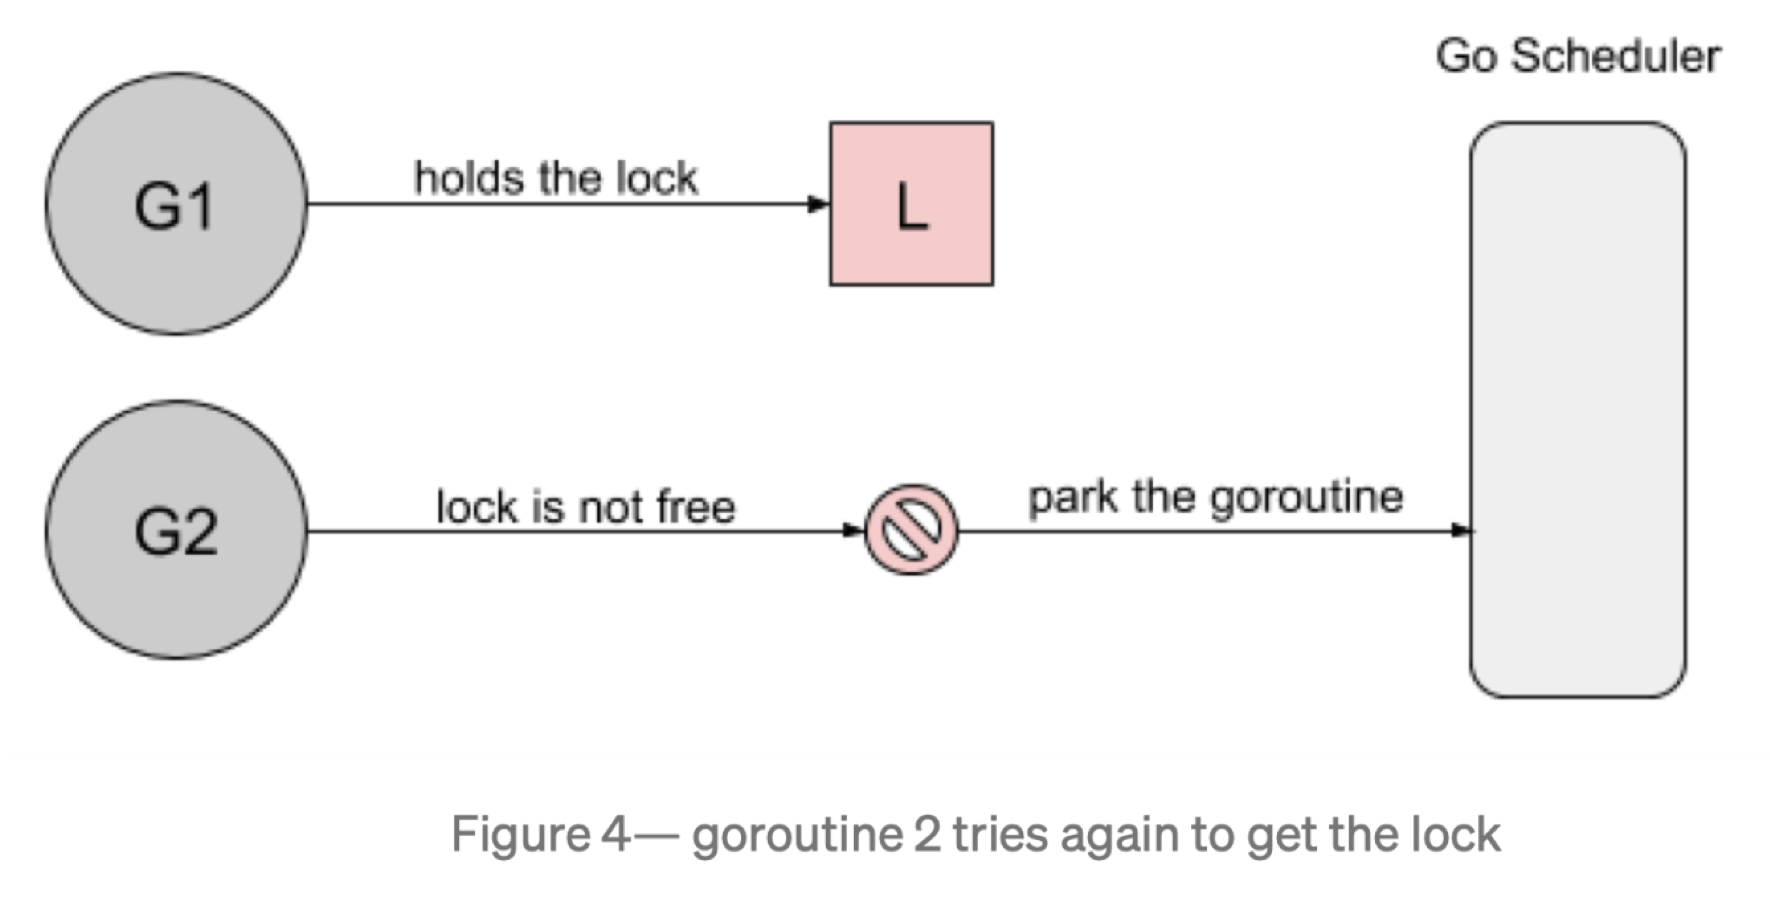 Go Scheduler
G1
holds the lock
L
G2
lock is not free
park the goroutine
Figure 4— goroutine 2 tries again to get the lock